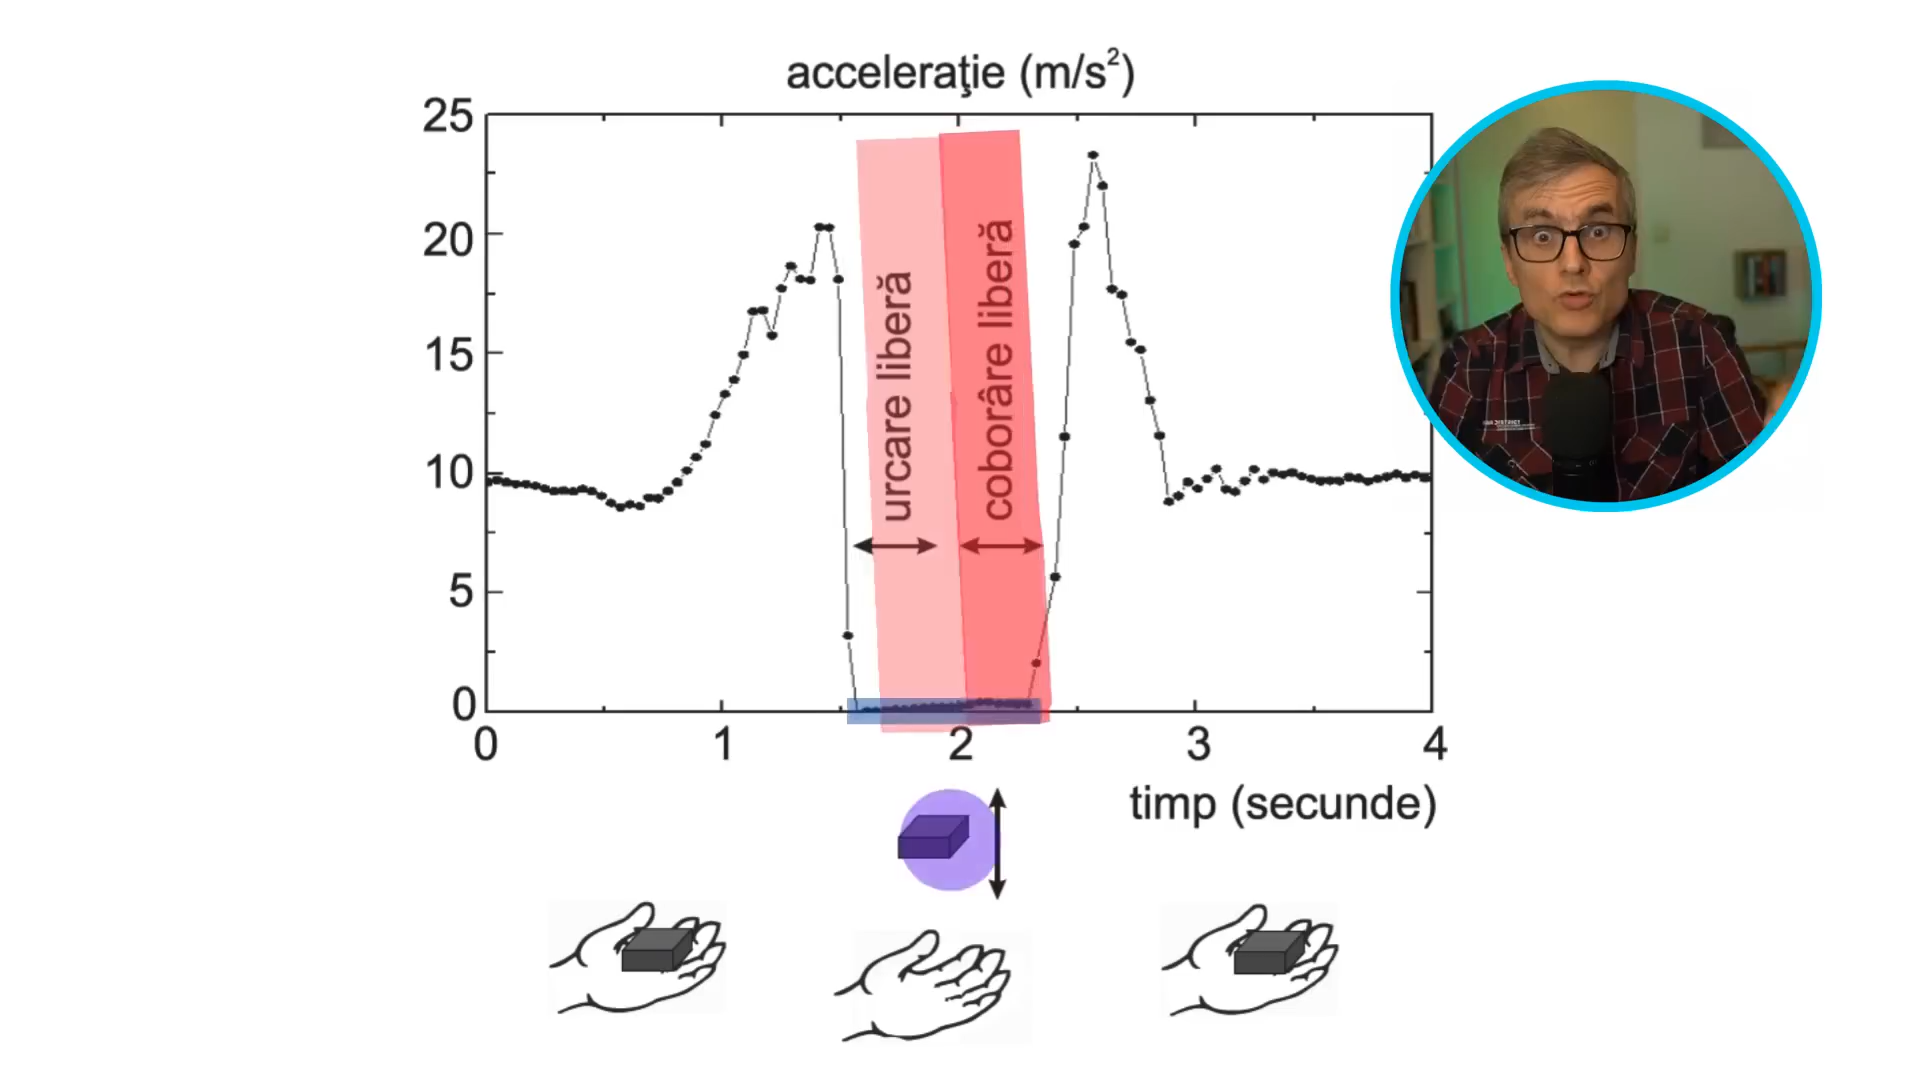 accelerație (m/s²)
25
20
15
10
5
0
urcare liberă
coborâre liberă
0 1 2 3 4
timp (secunde)